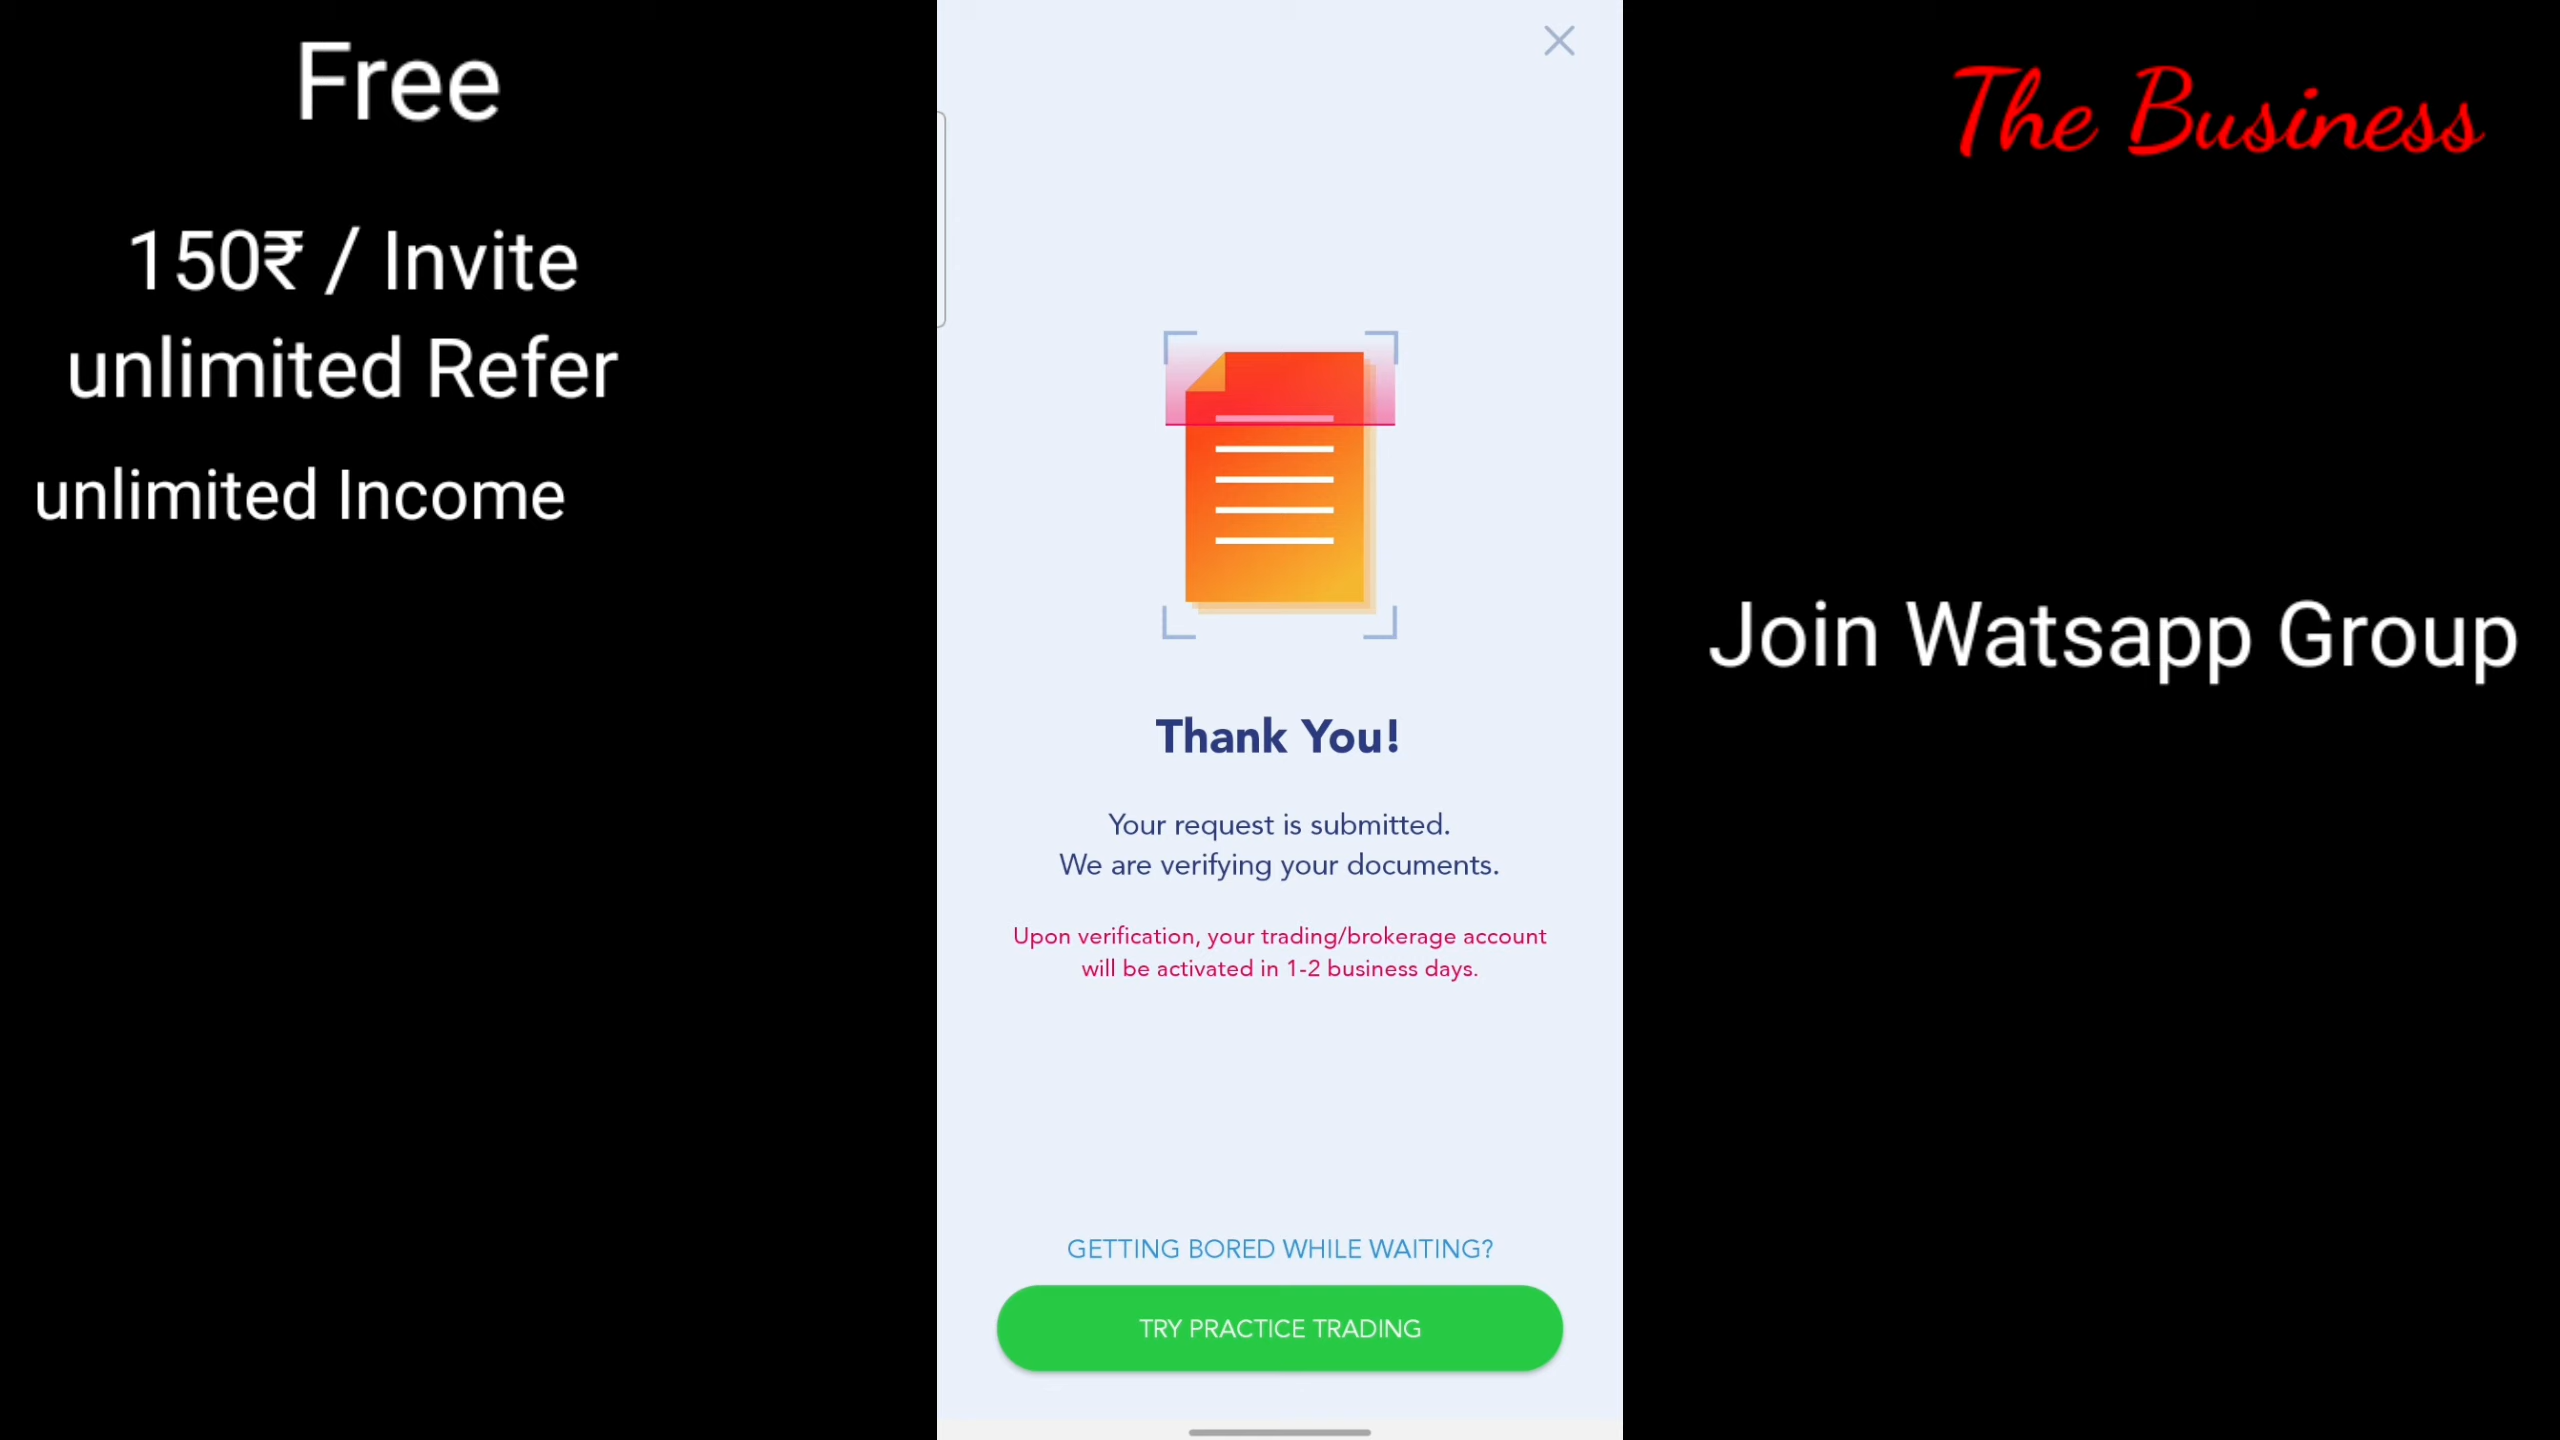 Free
150₹ / Invite
unlimited Refer
unlimited Income
Thank You!
Your request is submitted.
We are verifying your documents.
Upon verification, your trading/brokerage account
will be activated in 1-2 business days.
GETTING BORED WHILE WAITING?
TRY PRACTICE TRADING
The Business
Join Watsapp Group